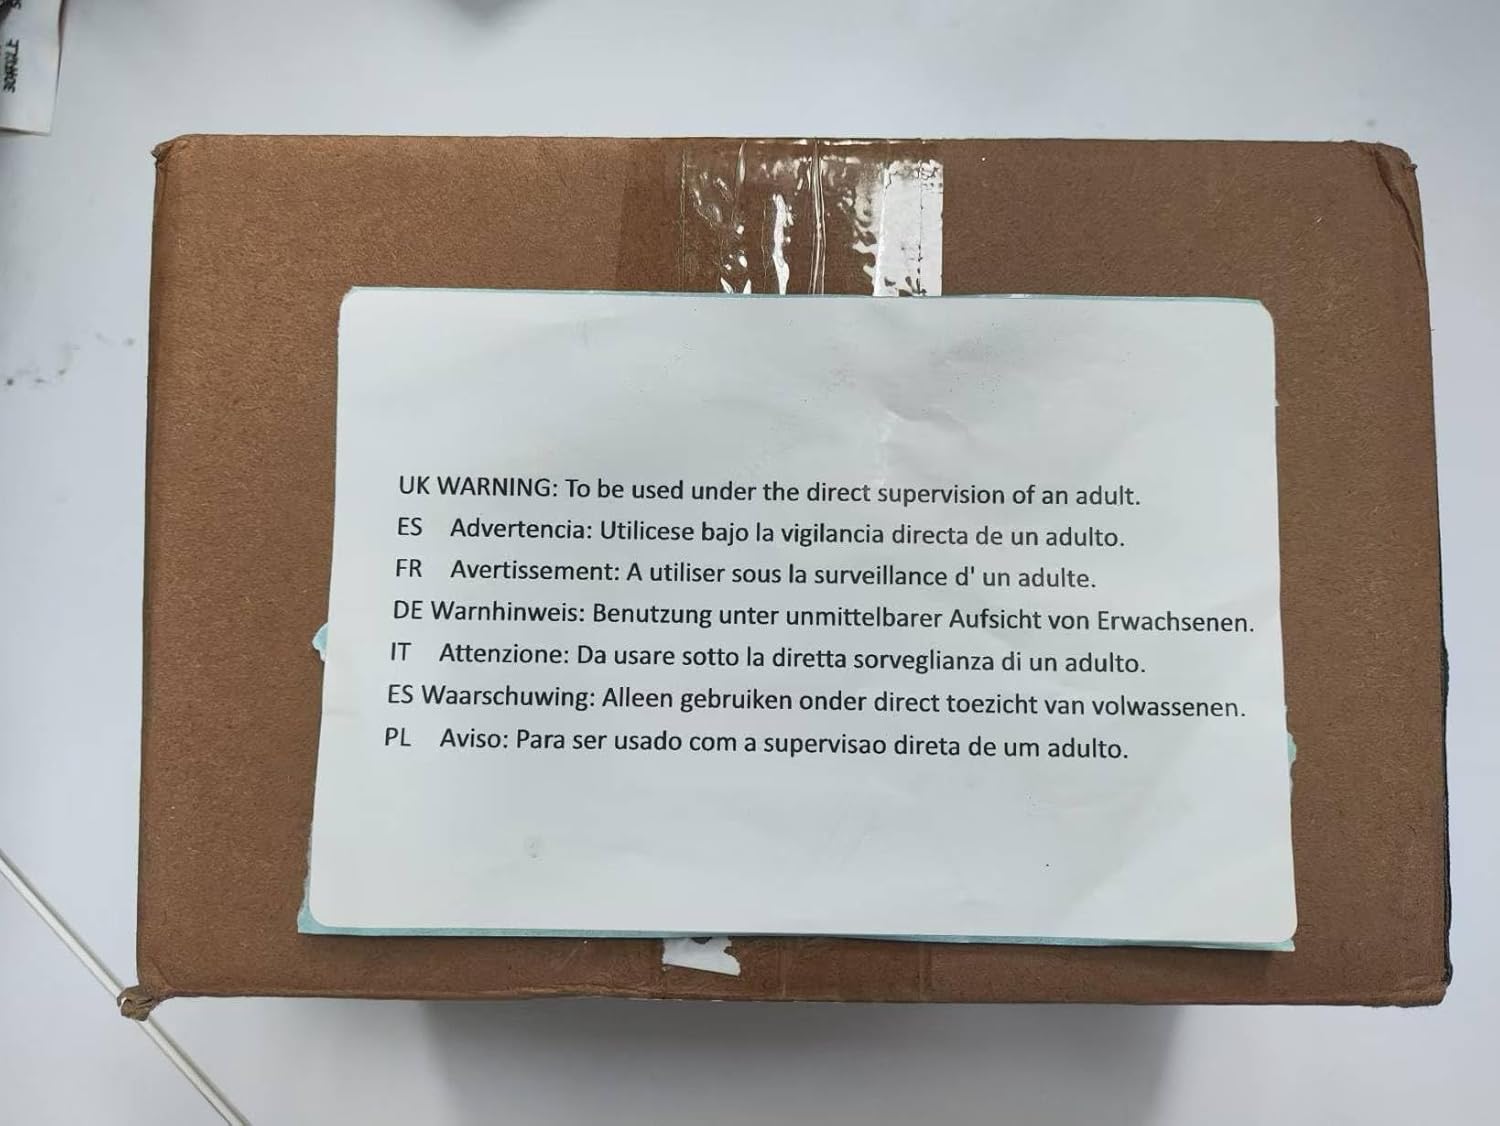 UK WARNING: To be used under the direct supervision of an adult.
ES Advertencia: Utilicese bajo la vigilancia directa de un adulto.
FR Avertissement: A utiliser sous la surveillance d' un adulte.
DE Warnhinweis: Benutzung unter unmittelbarer Aufsicht von Erwachsenen.
IT Attenzione: Da usare sotto la diretta sorveglianza di un adulto.
ES Waarschuwing: Alleen gebruiken onder direct toezicht van volwassenen.
PL Aviso: Para ser usado com a supervisao direta de um adulto.